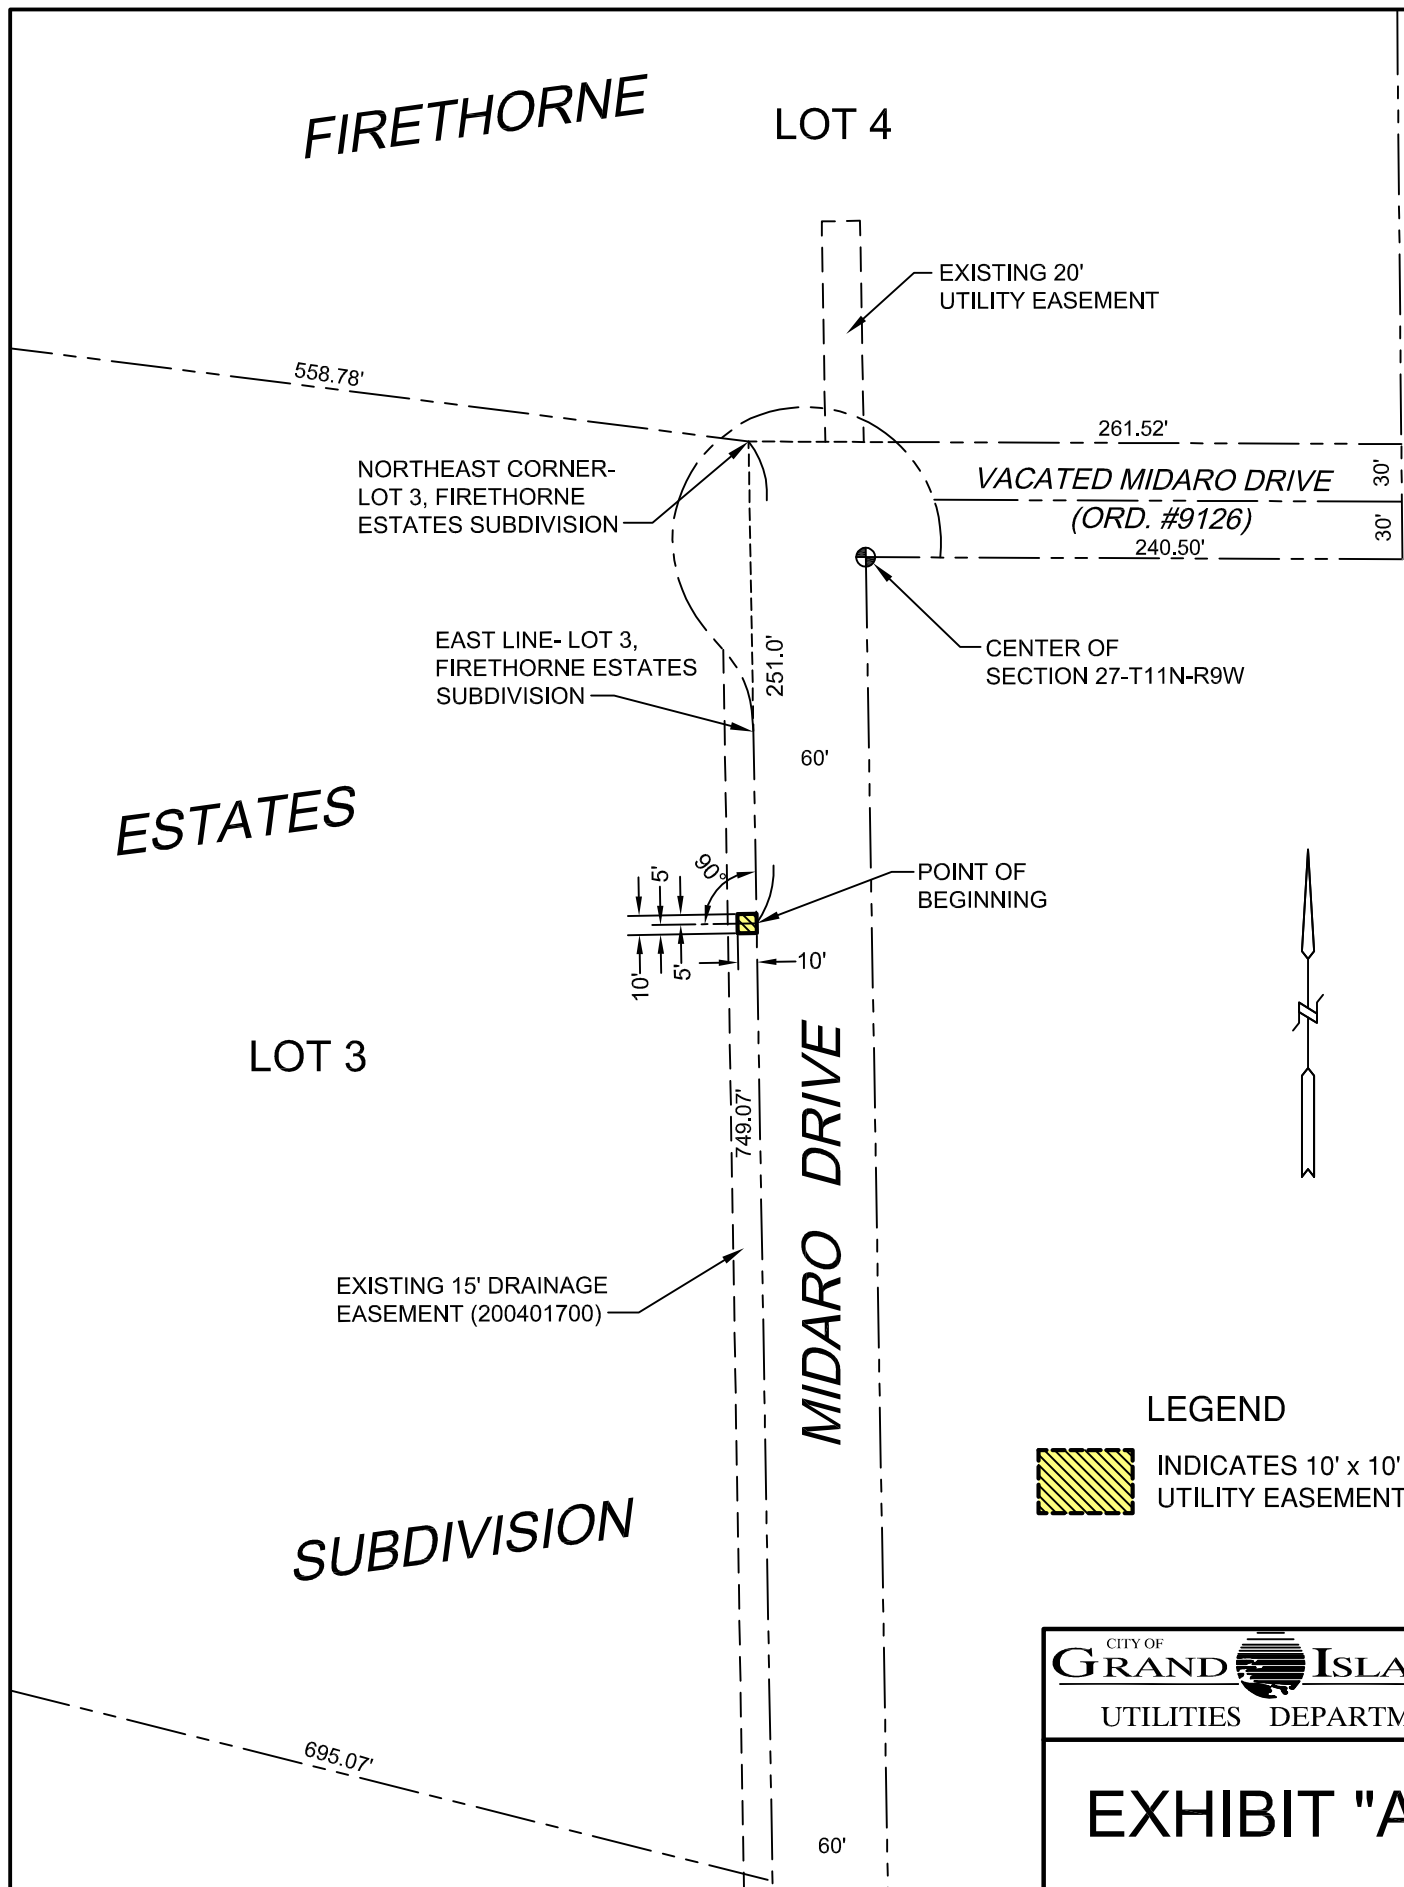 FIRETHORNE
LOT 4
EXISTING 20'
UTILITY EASEMENT
558.78'
261.52'
NORTHEAST CORNER-
LOT 3, FIRETHORNE
ESTATES SUBDIVISION
VACATED MIDARO DRIVE
30'
(ORD. #9126)
30'
240.50'
EAST LINE- LOT 3,
FIRETHORNE ESTATES
SUBDIVISION
251.0'
CENTER OF
SECTION 27-T11N-R9W
60'
ESTATES
90°
5'
POINT OF
BEGINNING
10'
5'
10'
LOT 3
749.07'
MIDARO DRIVE
EXISTING 15' DRAINAGE
EASEMENT (200401700)
LEGEND
INDICATES 10' x 10'
UTILITY EASEMENT
SUBDIVISION
CITY OF
GRAND ISLA
UTILITIES DEPARTM
695.07'
EXHIBIT "A
60'